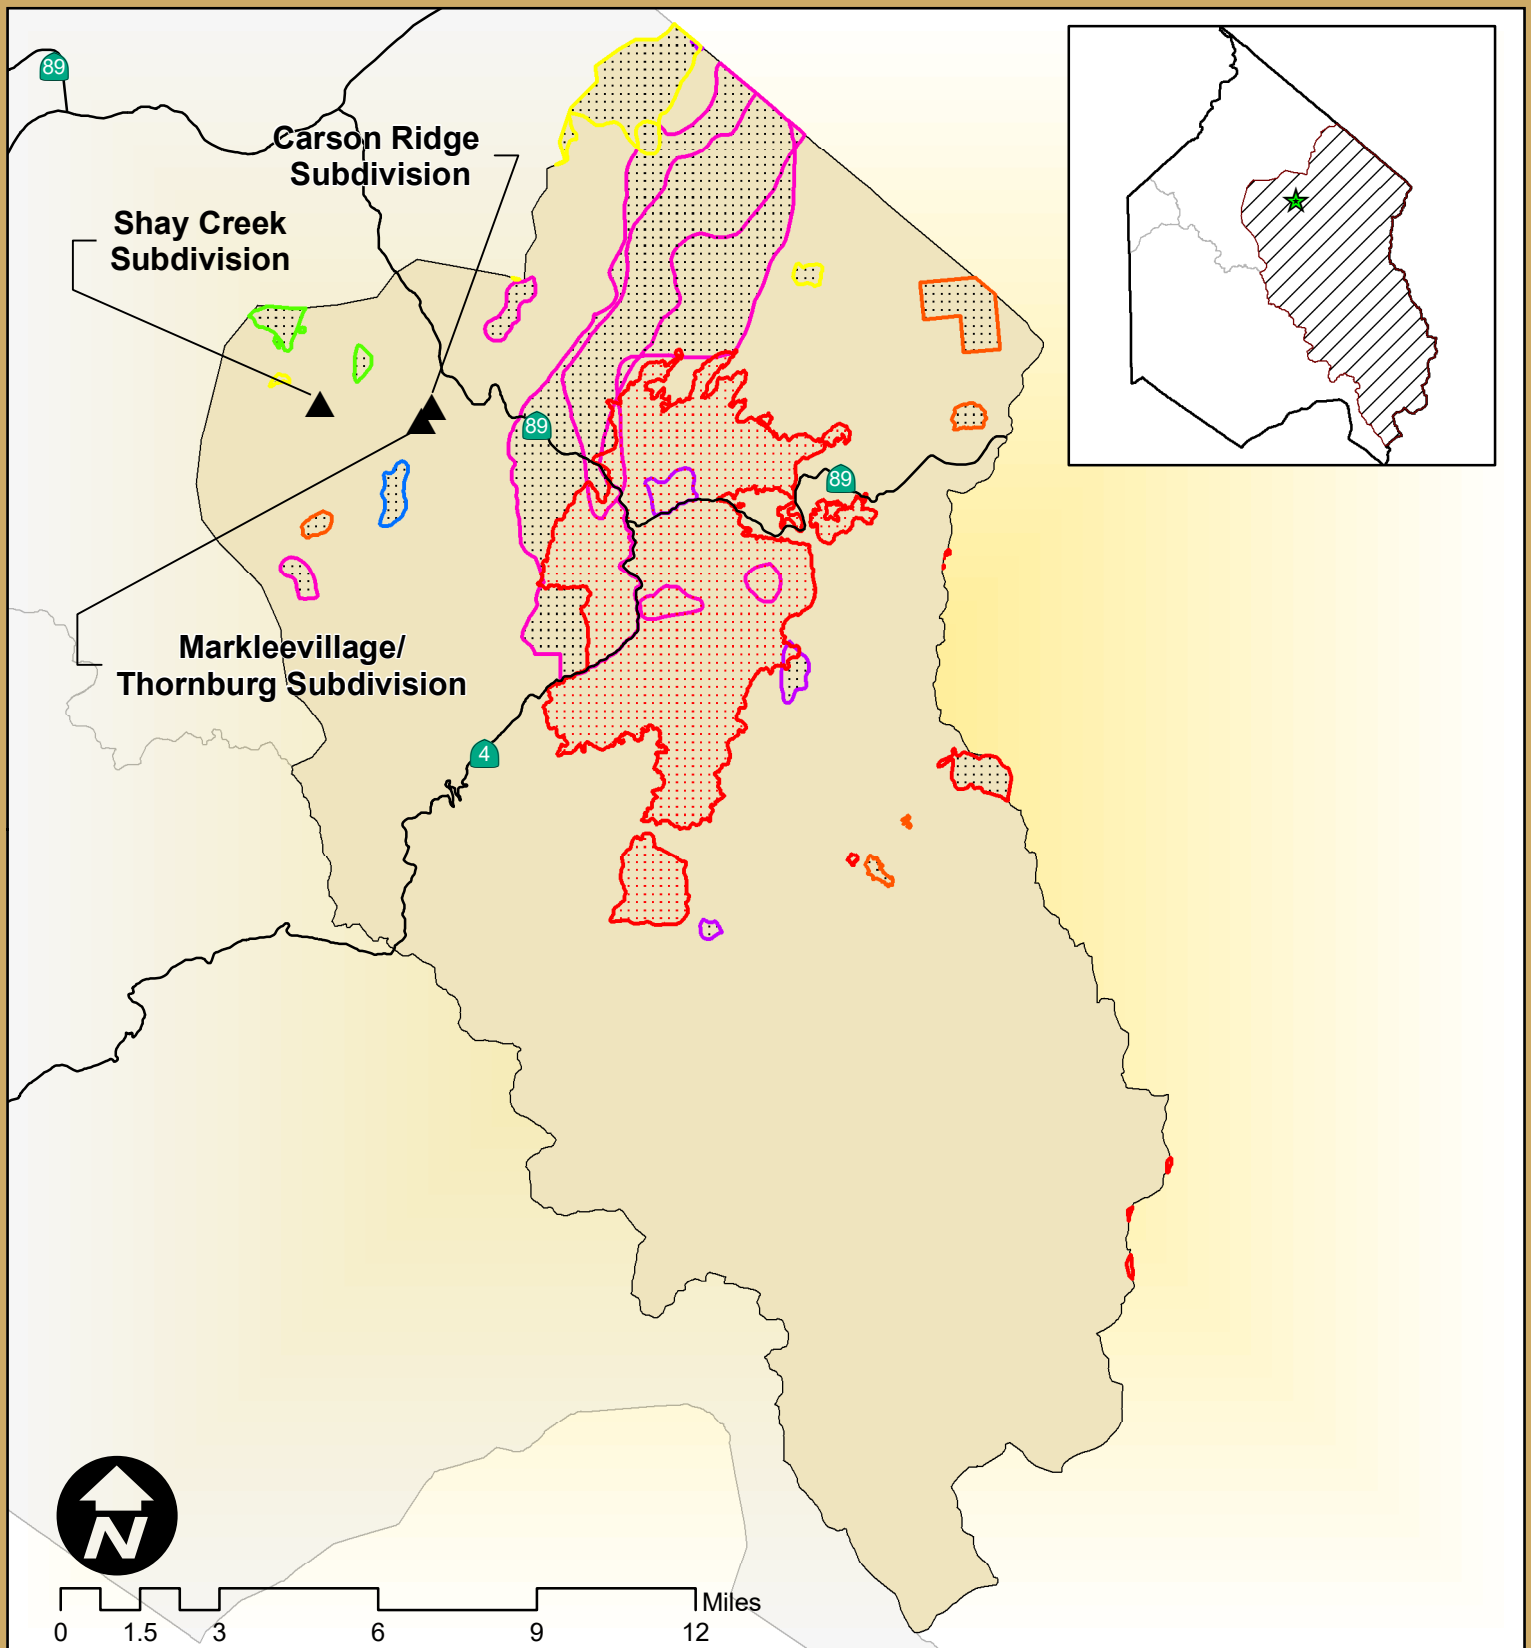 89
Carson Ridge
Subdivision
Shay Creek
Subdivision
89
89
Markleevillage/
Thornburg Subdivision
4
N
Miles
0 1.5 3 6 9 12